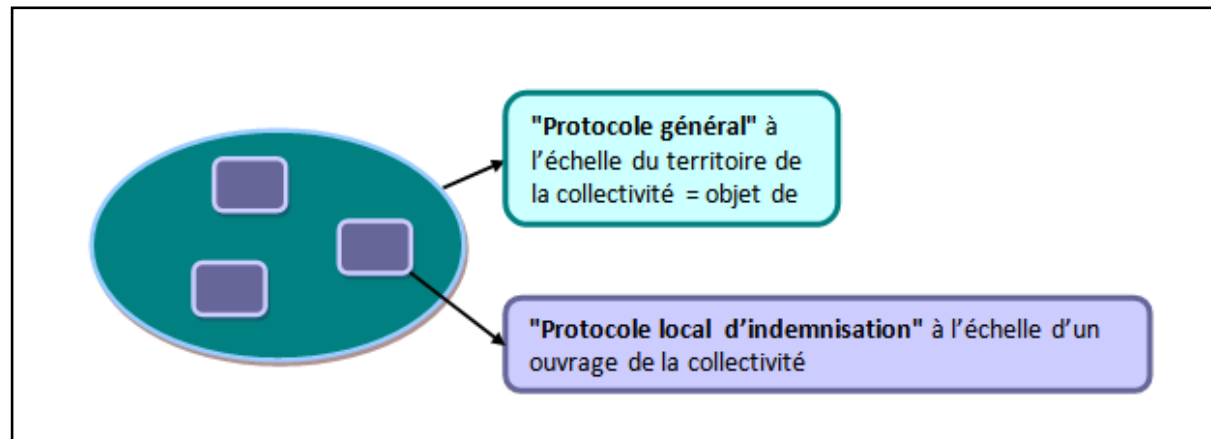 "Protocole général" à
l’échelle du territoire de
la collectivité = objet de
"Protocole local d’indemnisation" à l’échelle d’un
ouvrage de la collectivité